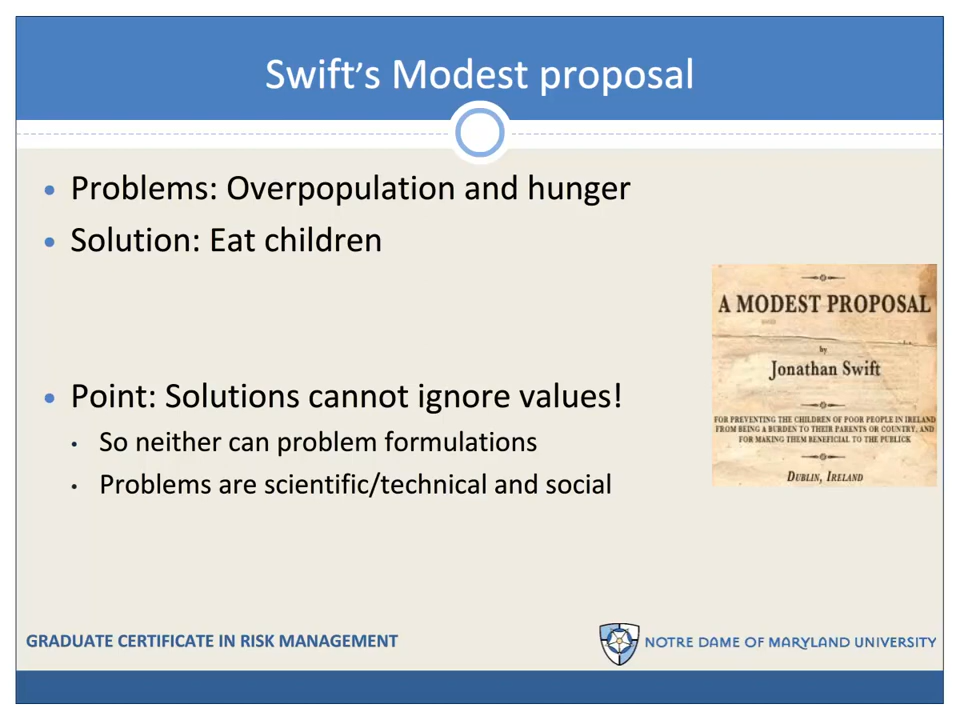 Swift’s Modest proposal
• Problems: Overpopulation and hunger
• Solution: Eat children
• Point: Solutions cannot ignore values!
• So neither can problem formulations
• Problems are scientific/technical and social
A MODEST PROPOSAL
by
Jonathan Swift
FOR PREVENTING THE CHILDREN OF POOR PEOPLE IN IRELAND
FROM BEING A BURDEN TO THEIR PARENTS OR COUNTRY, AND
FOR MAKING THEM BENEFICIAL TO THE PUBLICK
DUBLIN, IRELAND
GRADUATE CERTIFICATE IN RISK MANAGEMENT
NOTRE DAME OF MARYLAND UNIVERSITY